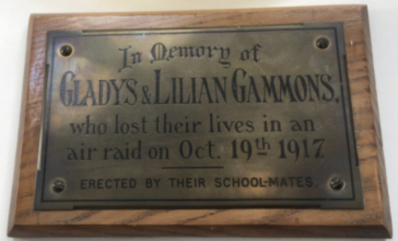 In Memory of
GLADYS & LILIAN GAMMONS,
who lost their lives in an
air raid on Oct. 19th 1917.
ERECTED BY THEIR SCHOOL-MATES.